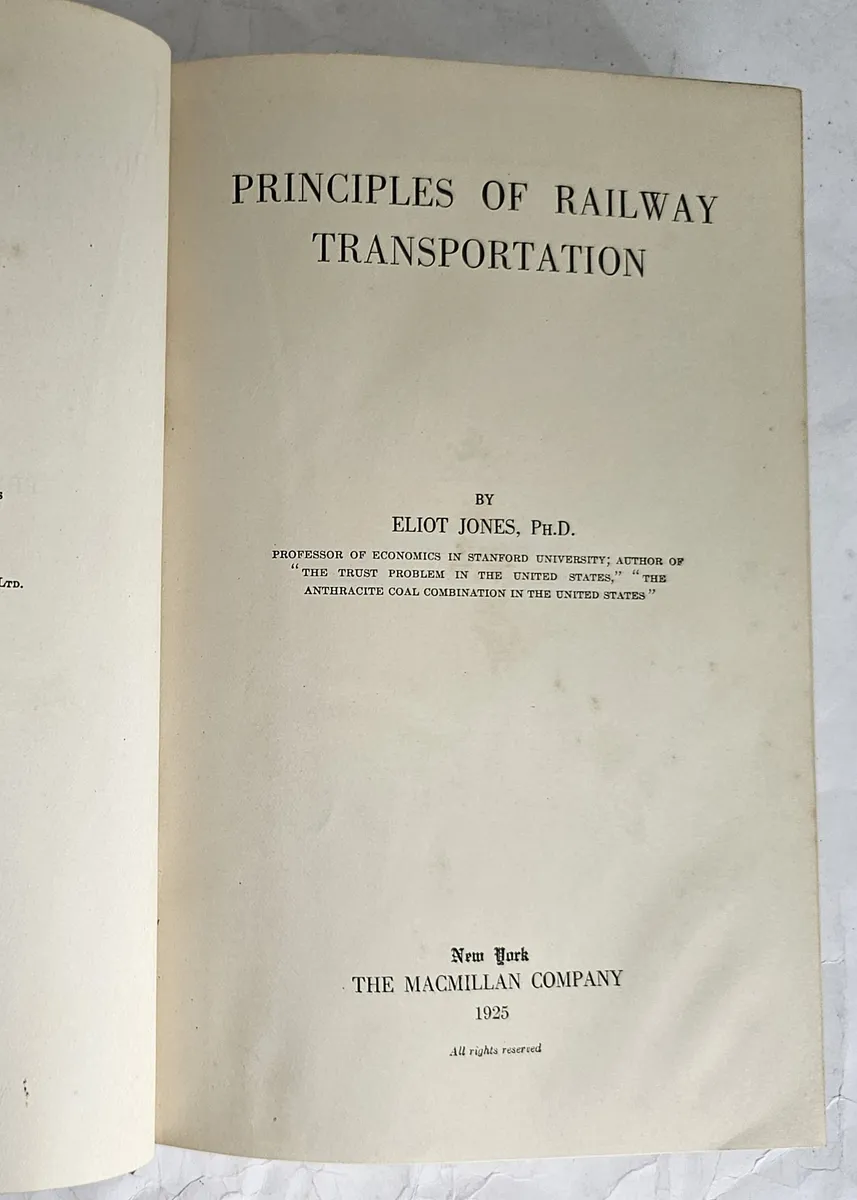 s
LTD.
PRINCIPLES OF RAILWAY
TRANSPORTATION
BY
ELIOT JONES, PH.D.
PROFESSOR OF ECONOMICS IN STANFORD UNIVERSITY; AUTHOR OF
"THE TRUST PROBLEM IN THE UNITED STATES," "THE
ANTHRACITE COAL COMBINATION IN THE UNITED STATES"
New York
THE MACMILLAN COMPANY
1925
All rights reserved